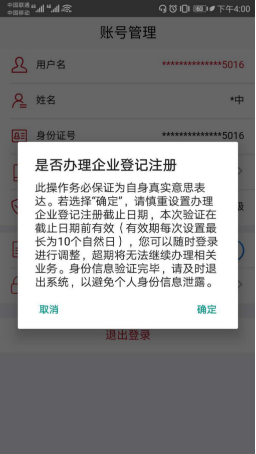 中国联通
中国移动
下午4:00
账号管理
用户名 **************5016
姓名 *中
身份证号 **************5016
是否办理企业登记注册
此操作务必保证为自身真实意思表
达。若选择“确定”，请慎重设置办理
企业登记注册截止日期，本次验证在
截止日期前有效（有效期每次设置最
长为10个自然日），您可以随时登录
进行调整，超期将无法继续办理相关
业务。身份信息验证完毕，请及时退
出系统，以避免个人身份信息泄露。
取消 确定
退出登录